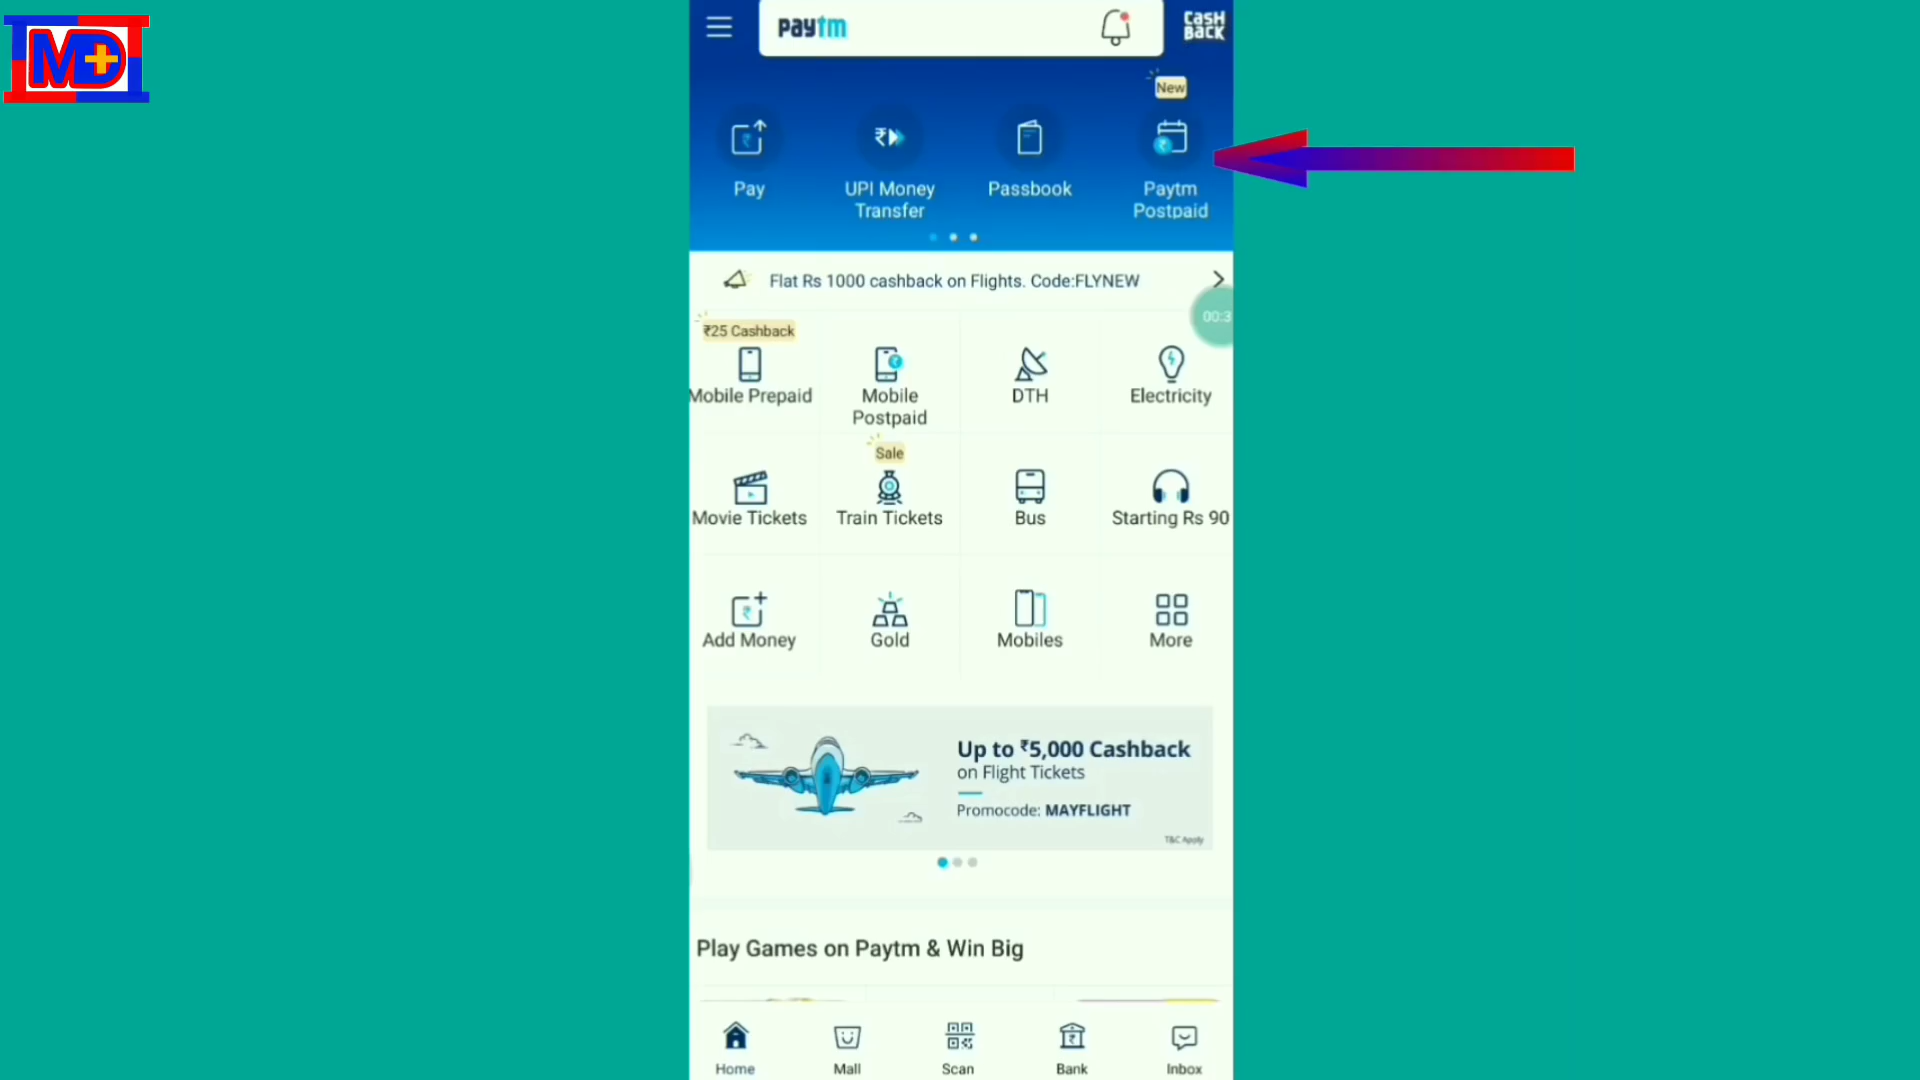 MD+
paytm
CASH
BACK
New
Pay
UPI Money
Transfer
Passbook
Paytm
Postpaid
Flat Rs 1000 cashback on Flights. Code:FLYNEW
00:3
₹25 Cashback
Mobile Prepaid
Mobile
Postpaid
DTH
Electricity
Sale
Movie Tickets
Train Tickets
Bus
Starting Rs 90
Add Money
Gold
Mobiles
More
Up to ₹5,000 Cashback
on Flight Tickets
Promocode: MAYFLIGHT
T&C Apply
Play Games on Paytm & Win Big
Home
Mall
Scan
Bank
Inbox